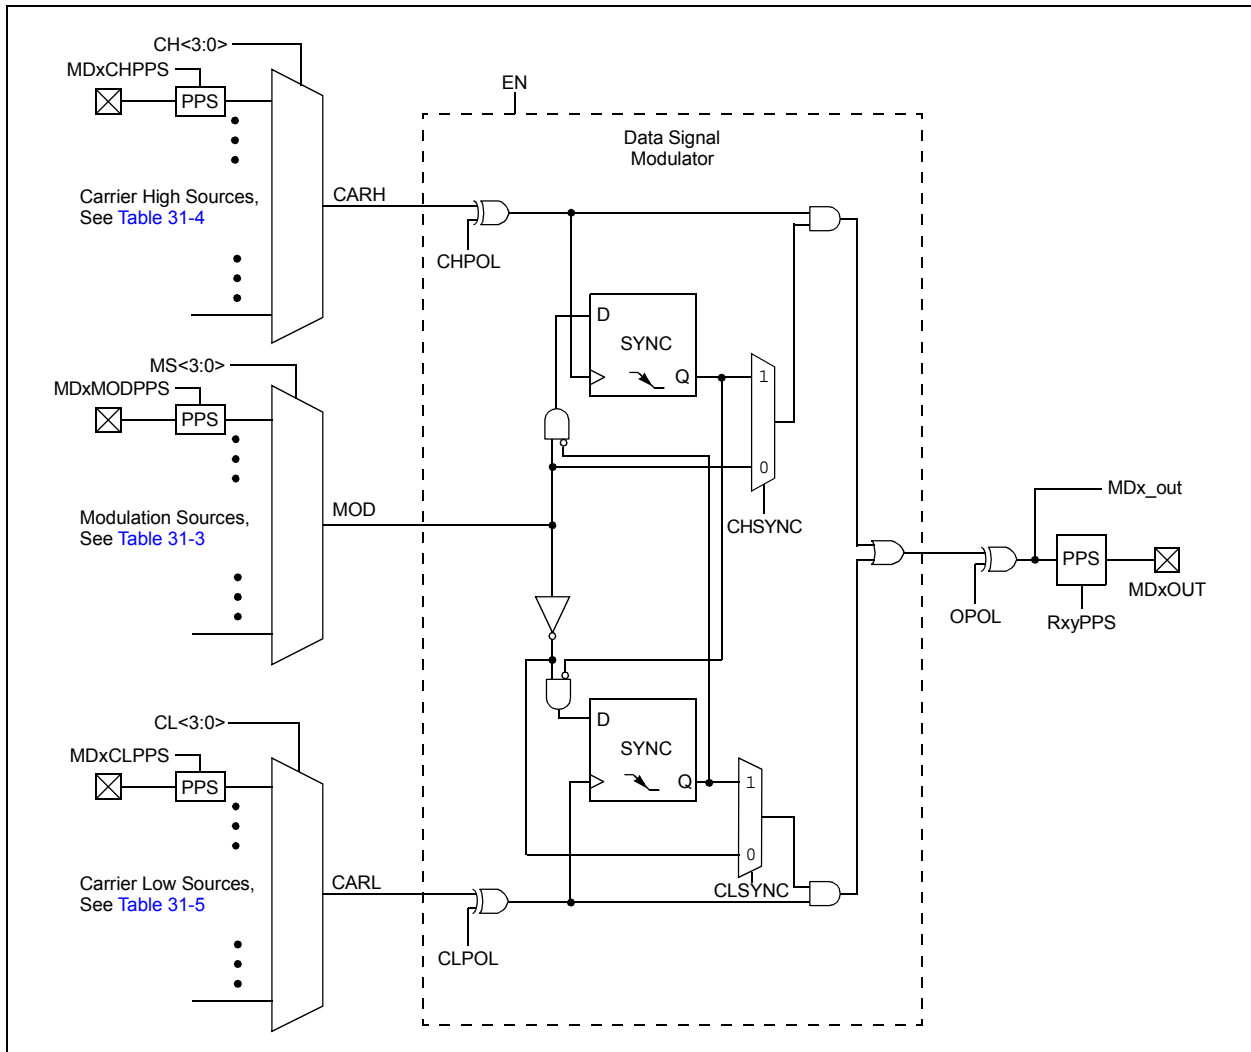 CH<3:0>
MDxCHPPS
PPS
Carrier High Sources,
See Table 31-4
CARH
MS<3:0>
MDxMODPPS
PPS
Modulation Sources,
See Table 31-3
MOD
CL<3:0>
MDxCLPPS
PPS
Carrier Low Sources,
See Table 31-5
CARL
EN
Data Signal
Modulator
CHPOL
D
SYNC
Q
1
0
CHSYNC
D
SYNC
Q
1
0
CLSYNC
CLPOL
OPOL
MDx_out
PPS
RxyPPS
MDxOUT